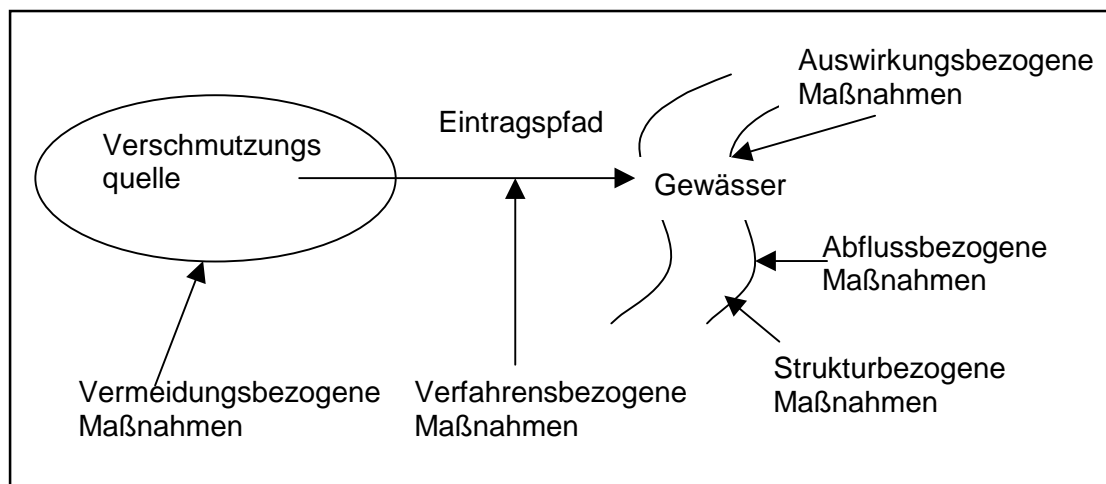 Auswirkungsbezogene
Maßnahmen
Eintragspfad
Verschmutzungs
quelle
Gewässer
Abflussbezogene
Maßnahmen
Strukturbezogene
Maßnahmen
Vermeidungsbezogene
Maßnahmen
Verfahrensbezogene
Maßnahmen